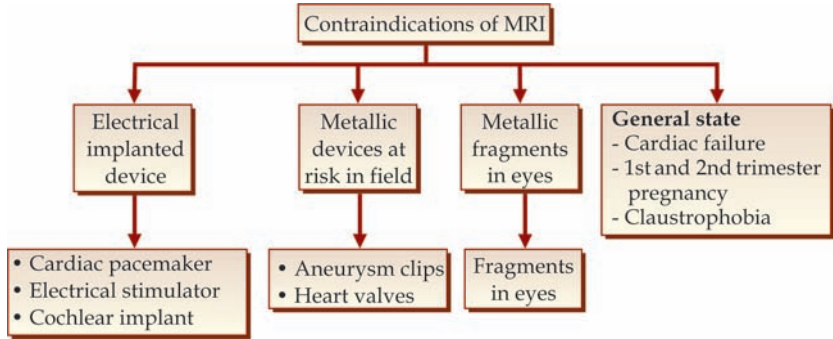 Contraindications of MRI
Electrical
implanted
device
Metallic
devices at
risk in field
Metallic
fragments
in eyes
General state
- Cardiac failure
- 1st and 2nd trimester
pregnancy
- Claustrophobia
• Cardiac pacemaker
• Electrical stimulator
• Cochlear implant
• Aneurysm clips
• Heart valves
Fragments
in eyes